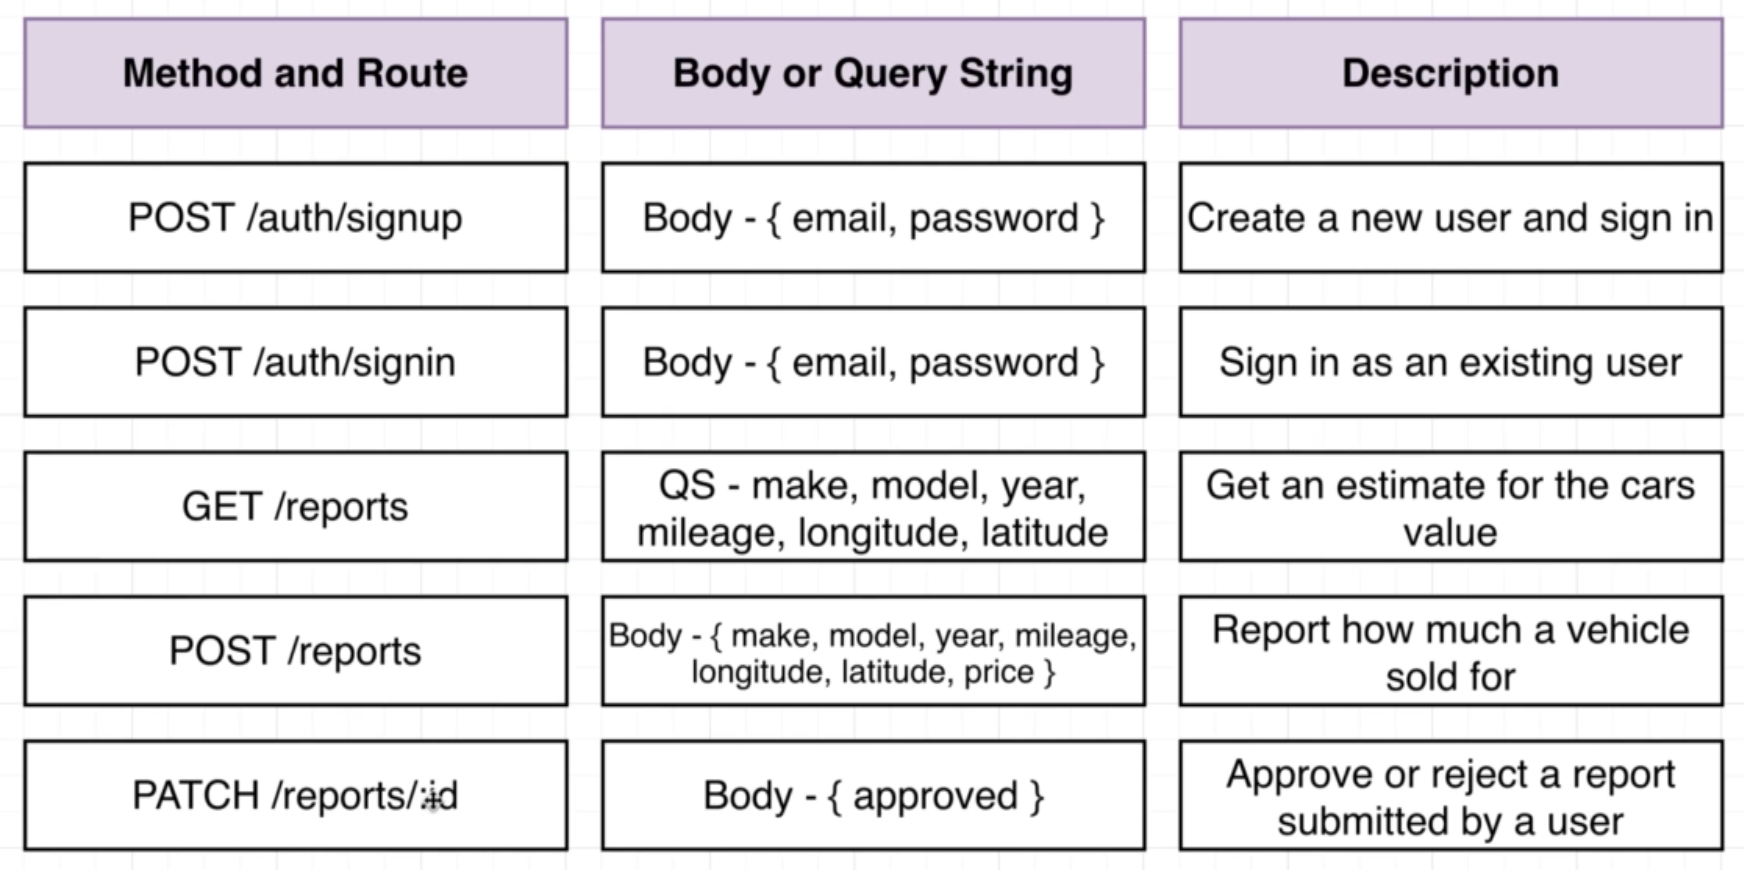 Method and Route
Body or Query String
Description
POST /auth/signup
Body - { email, password }
Create a new user and sign in
POST /auth/signin
Body - { email, password }
Sign in as an existing user
GET /reports
QS - make, model, year,
mileage, longitude, latitude
Get an estimate for the cars
value
POST /reports
Body - { make, model, year, mileage,
longitude, latitude, price }
Report how much a vehicle
sold for
PATCH /reports/:id
Body - { approved }
Approve or reject a report
submitted by a user